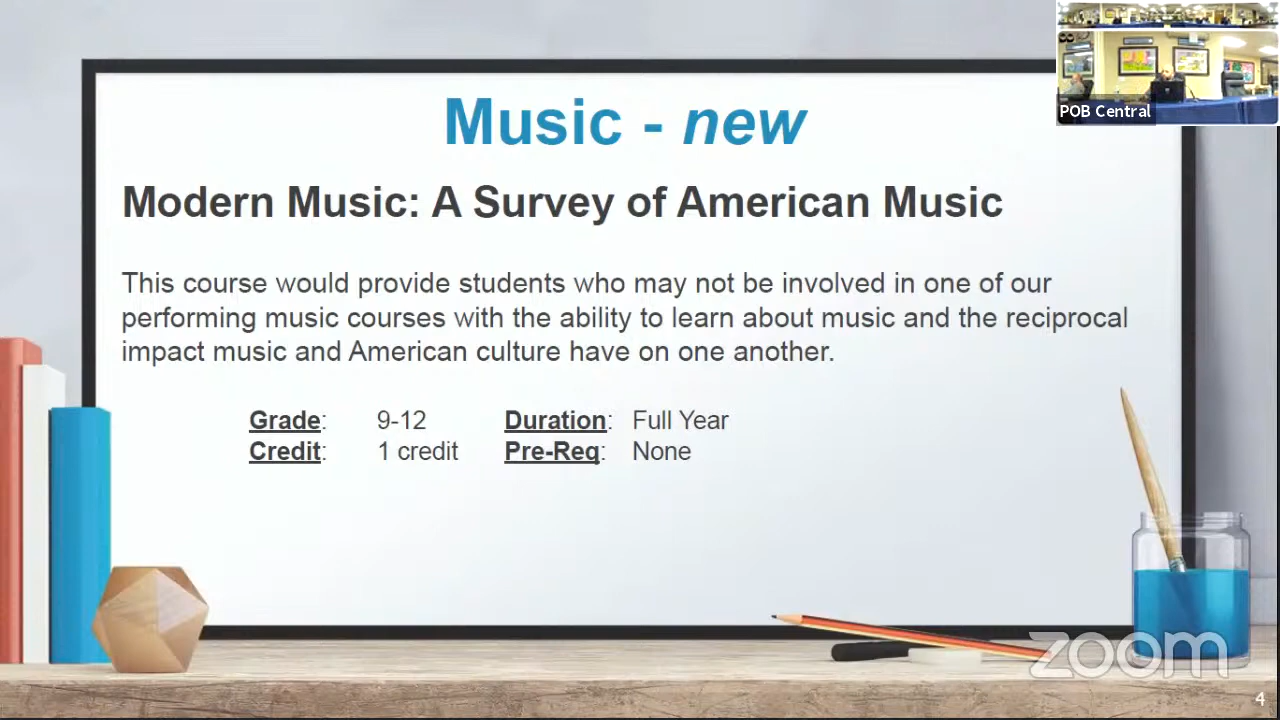 Music - new
POB Central
Modern Music: A Survey of American Music
This course would provide students who may not be involved in one of our
performing music courses with the ability to learn about music and the reciprocal
impact music and American culture have on one another.
Grade: 9-12 Duration: Full Year
Credit: 1 credit Pre-Req: None
zoom
4